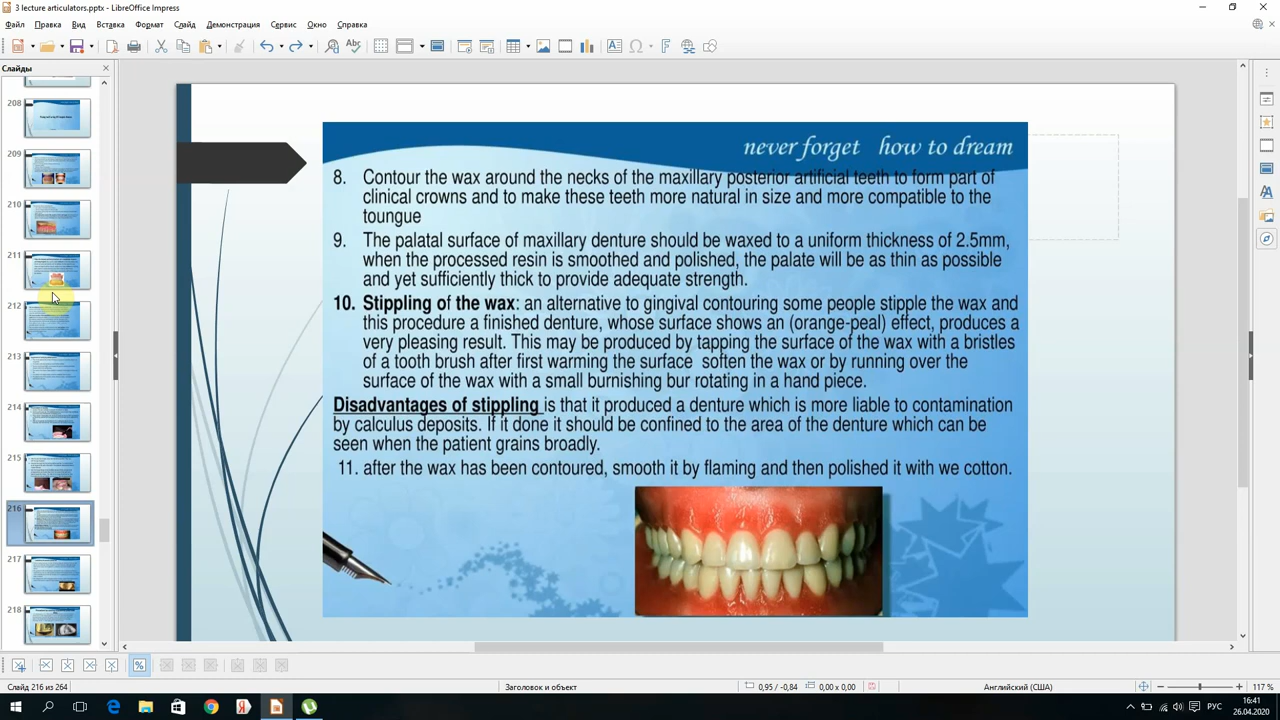 3 lecture articulators.pptx - LibreOffice Impress
Файл Правка Вид Вставка Формат Слайд Демонстрация Сервис Окно Справка
Слайды
208
209
210
211
212
213
214
215
216
217
218
never forget how to dream
8. Contour the wax around the necks of the maxillary posterior artificial teeth to form part of
clinical crowns and to make these teeth more natural in size and more compatible to the
toungue
9. The palatal surface of maxillary denture should be waxed to a uniform thickness of 2.5mm,
when the processed resin is smoothed and polished, the palate will be as thin as possible
and yet sufficiently thick to provide adequate strength.
10. Stippling of the wax: an alternative to gingival contouring some people stipple the wax and
this procedure a finished denture, whose surface shows an (orange-peal) effect, produces a
very pleasing result. This may be produced by tapping the surface of the wax with a bristles
of a tooth brush after first warming the surface soften the wax or by running over the
surface of the wax with a small burnishing bur rotating in a hand piece.
Disadvantages of stippling is that it produced a denture which is more liable to contamination
by calculus deposits. If it done it should be confined to the area of the denture which can be
seen when the patient grains broadly.
11. after the wax has been contoured, smooth it by flaming and then polished it with we cotton.
Слайд 216 из 264 Заголовок и объект 0,95 / -0,84 0,00 x 0,00 Английский (США) 117 %
РУС 16:41
26.04.2020